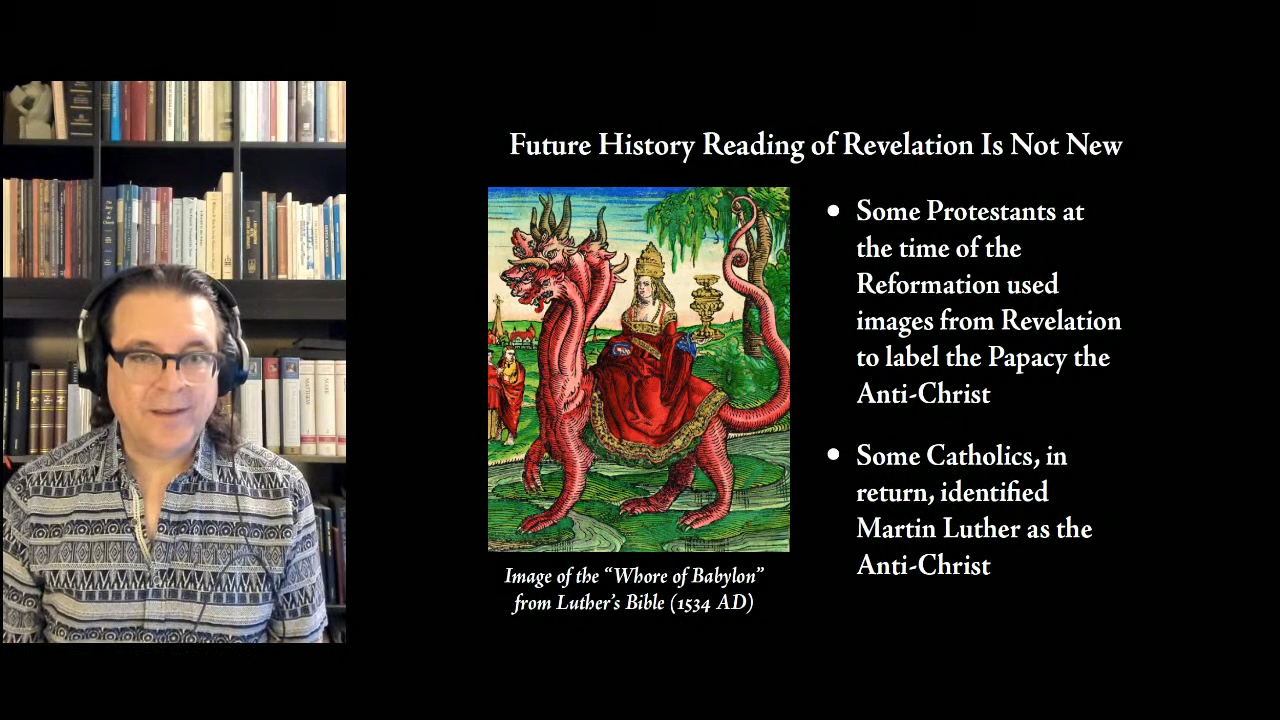 Future History Reading of Revelation Is Not New
• Some Protestants at
the time of the
Reformation used
images from Revelation
to label the Papacy the
Anti-Christ
• Some Catholics, in
return, identified
Martin Luther as the
Anti-Christ
Image of the “Whore of Babylon”
from Luther’s Bible (1534 AD)